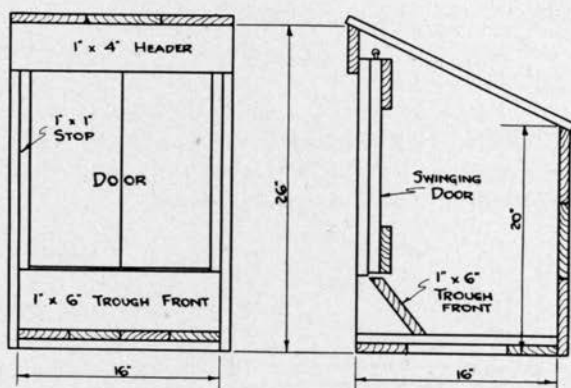 1" x 4" HEADER
1" x 1"
STOP
DOOR
1" x 6" TROUGH FRONT
16"
26"
SWINGING
DOOR
20"
1" x 6"
TROUGH
FRONT
16"